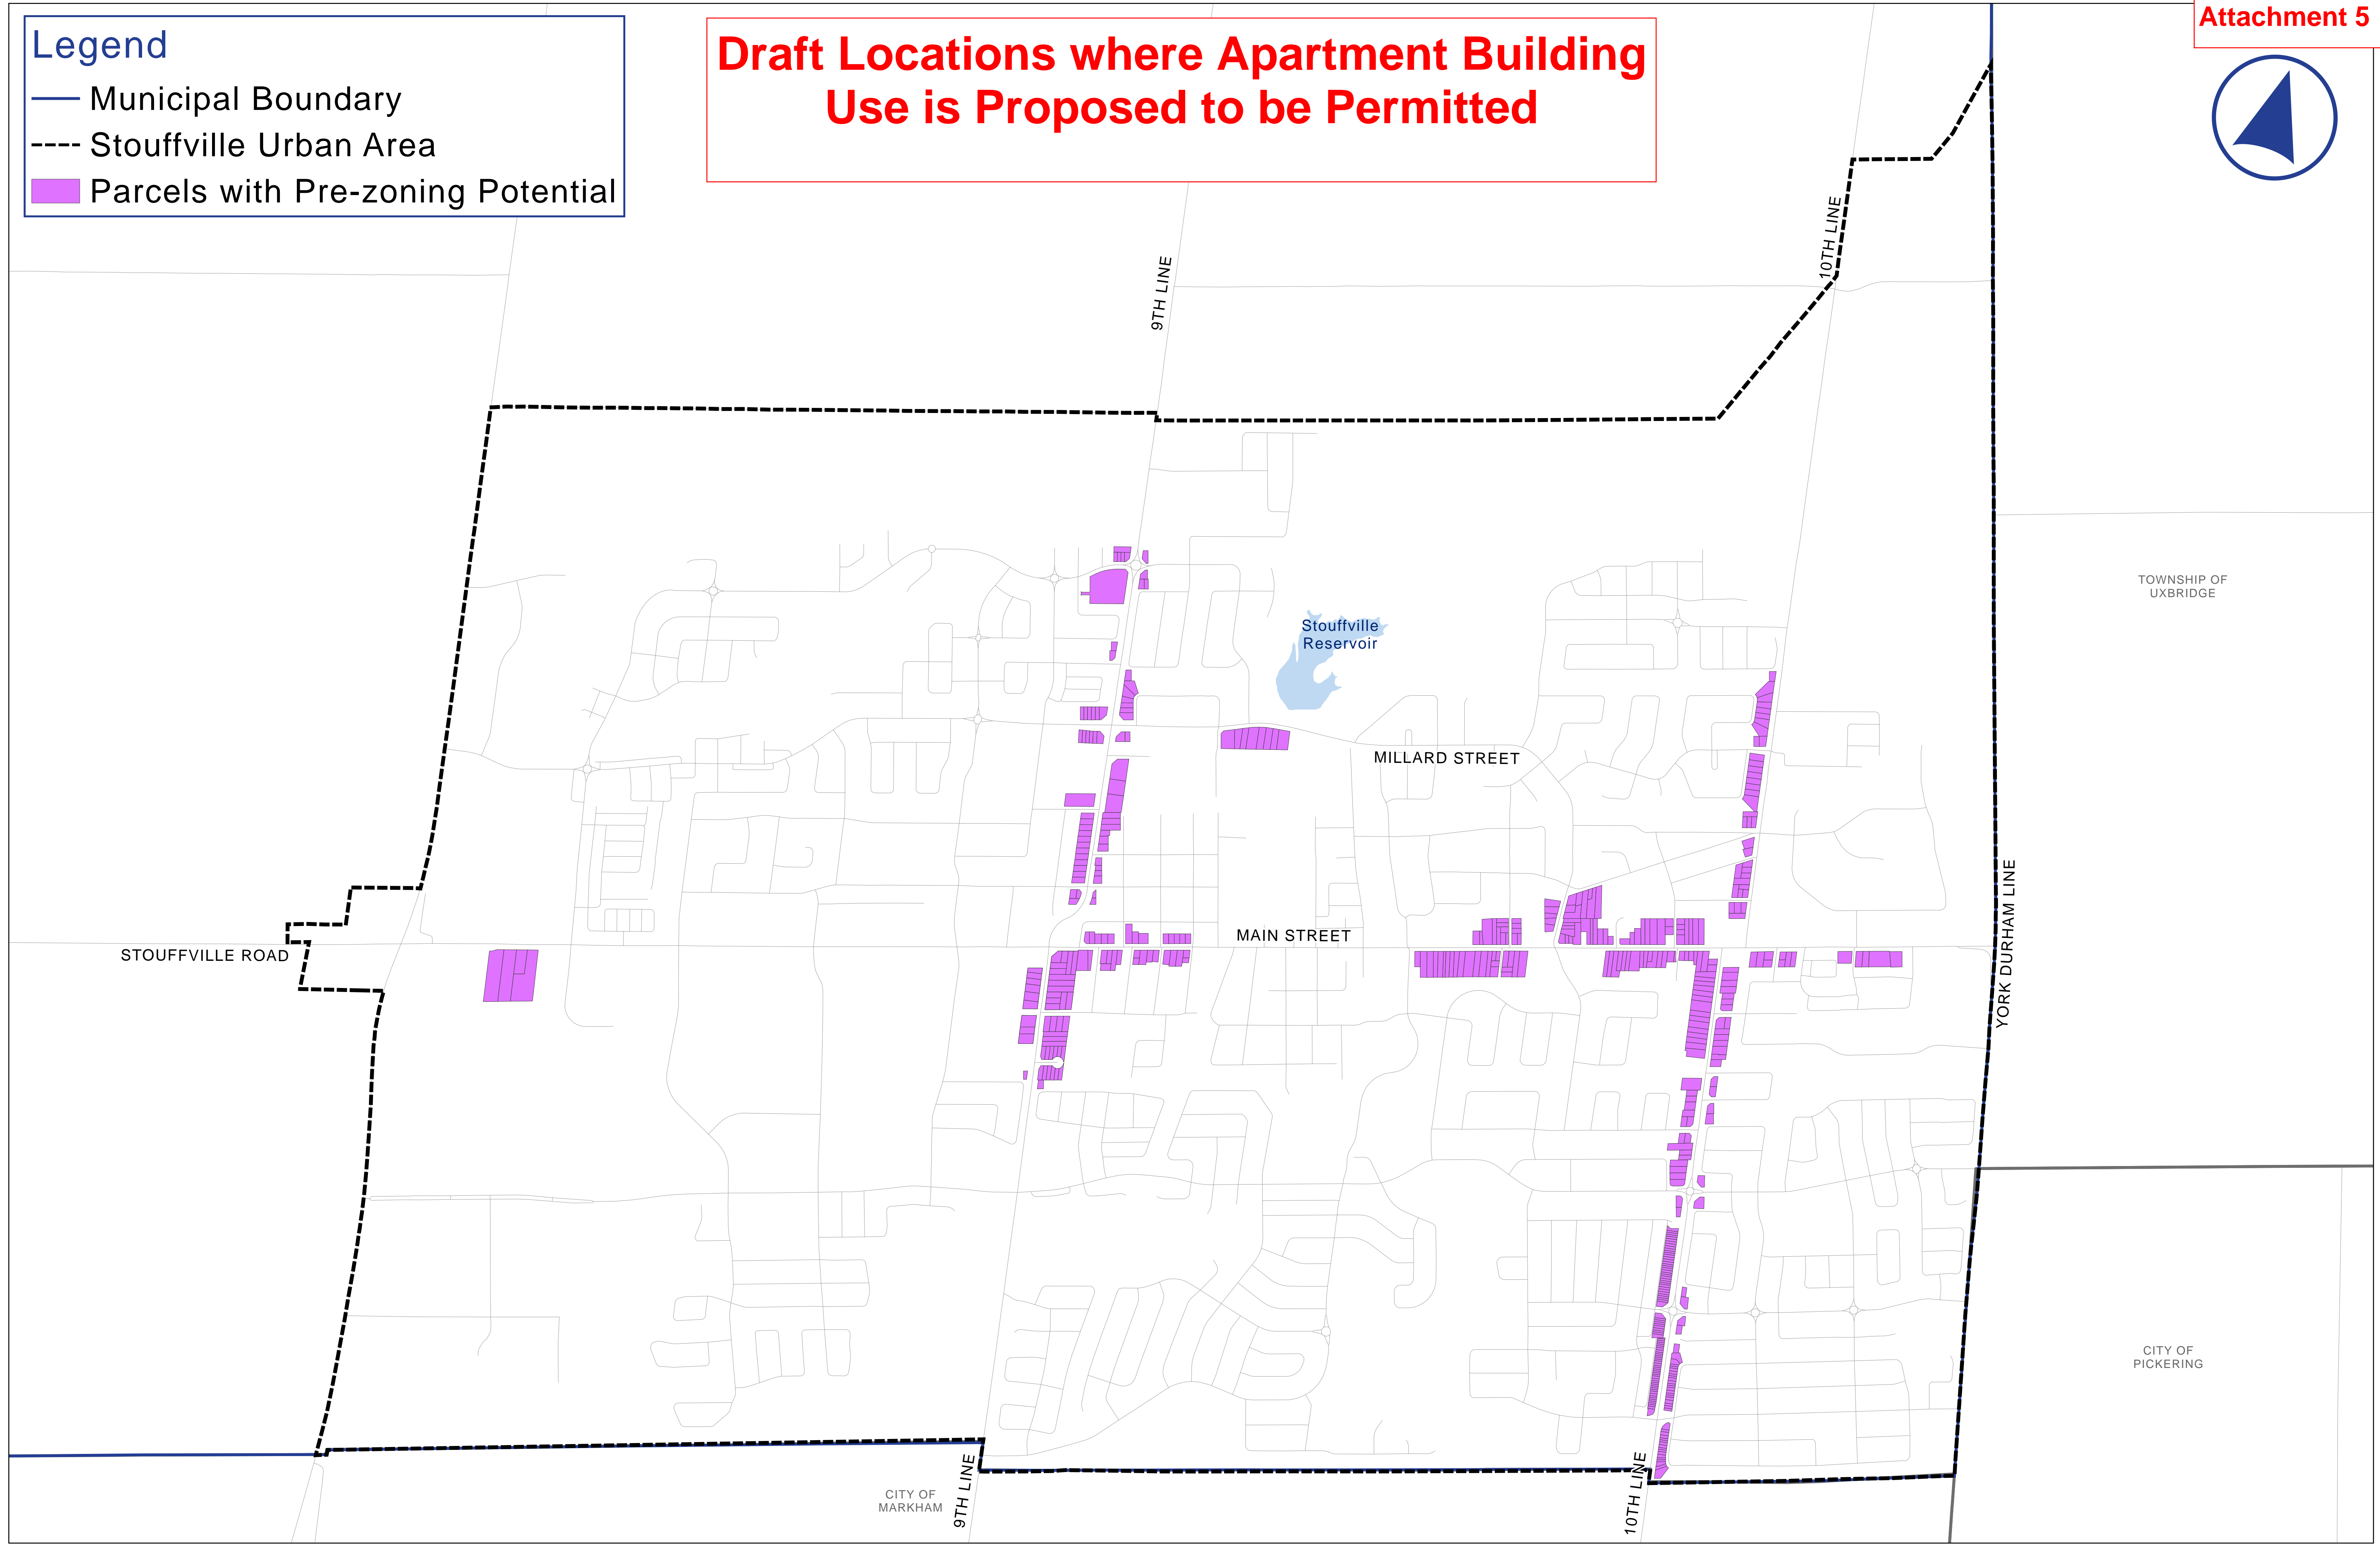 Attachment 5
Legend
Municipal Boundary
Stouffville Urban Area
Parcels with Pre-zoning Potential
Draft Locations where Apartment Building
Use is Proposed to be Permitted
10TH LINE
9TH LINE
TOWNSHIP OF
UXBRIDGE
Stouffville
Reservoir
MILLARD STREET
MAIN STREET
STOUFFVILLE ROAD
YORK DURHAM LINE
CITY OF
PICKERING
CITY OF
MARKHAM
9TH LINE
10TH LINE